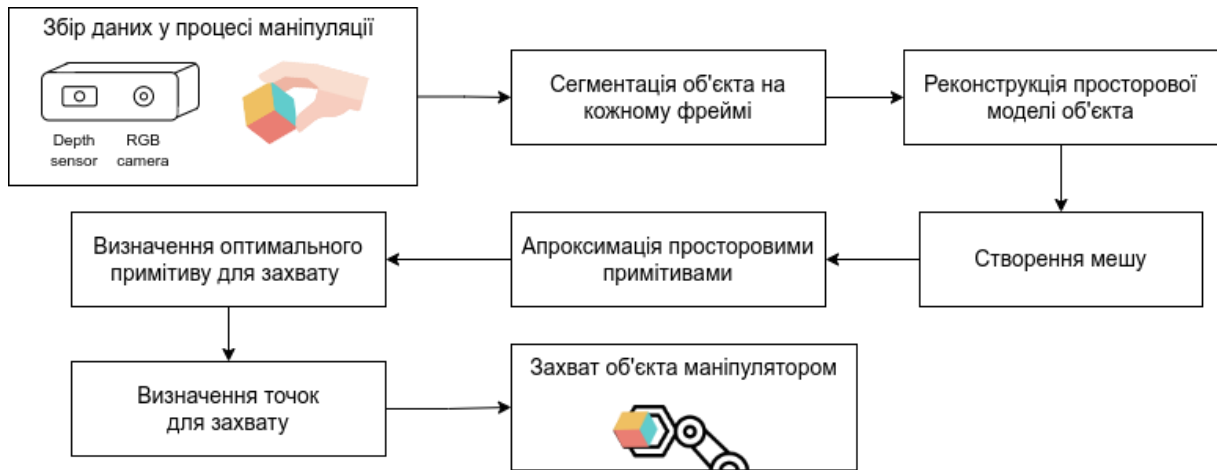 Збір даних у процесі маніпуляції
Depth
sensor
RGB
camera
Сегментація об'єкта на
кожному фреймі
Реконструкція просторової
моделі об'єкта
Створення мешу
Апроксимація просторовими
примітивами
Визначення оптимального
примітиву для захвату
Визначення точок
для захвату
Захват об'єкта маніпулятором